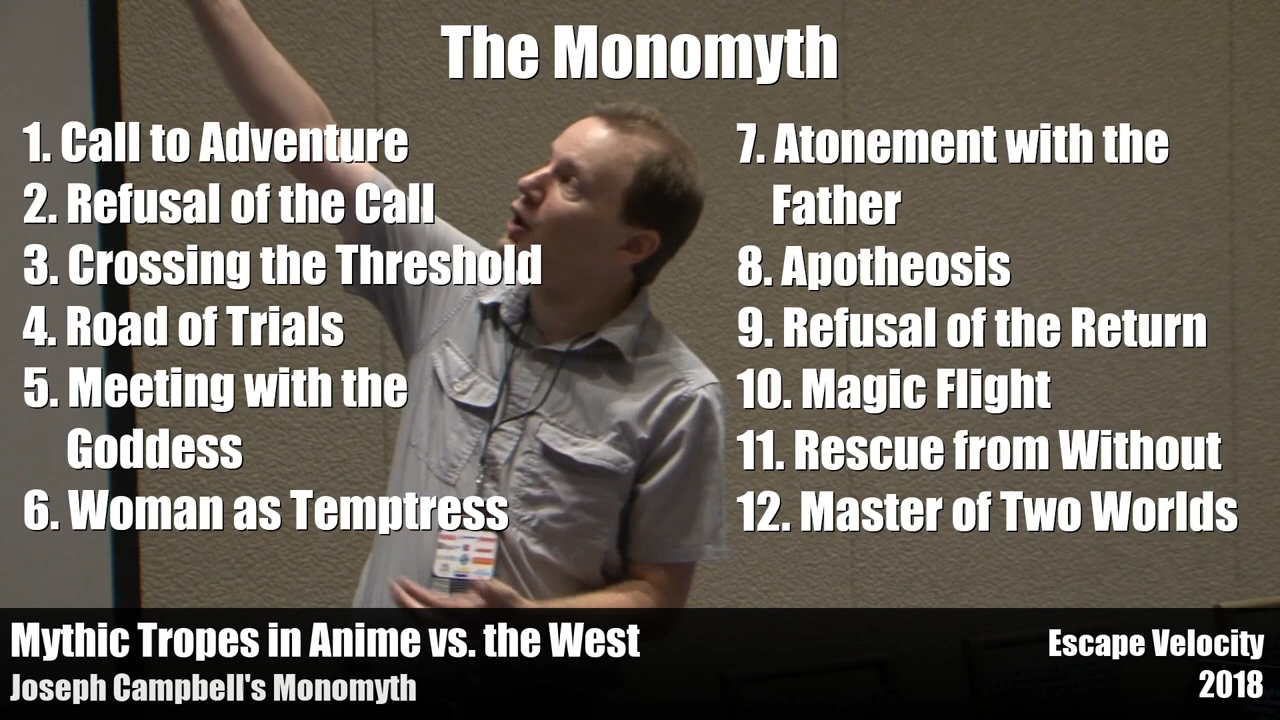 The Monomyth
1. Call to Adventure
2. Refusal of the Call
3. Crossing the Threshold
4. Road of Trials
5. Meeting with the
Goddess
6. Woman as Temptress
7. Atonement with the
Father
8. Apotheosis
9. Refusal of the Return
10. Magic Flight
11. Rescue from Without
12. Master of Two Worlds
Mythic Tropes in Anime vs. the West
Joseph Campbell's Monomyth
Escape Velocity
2018